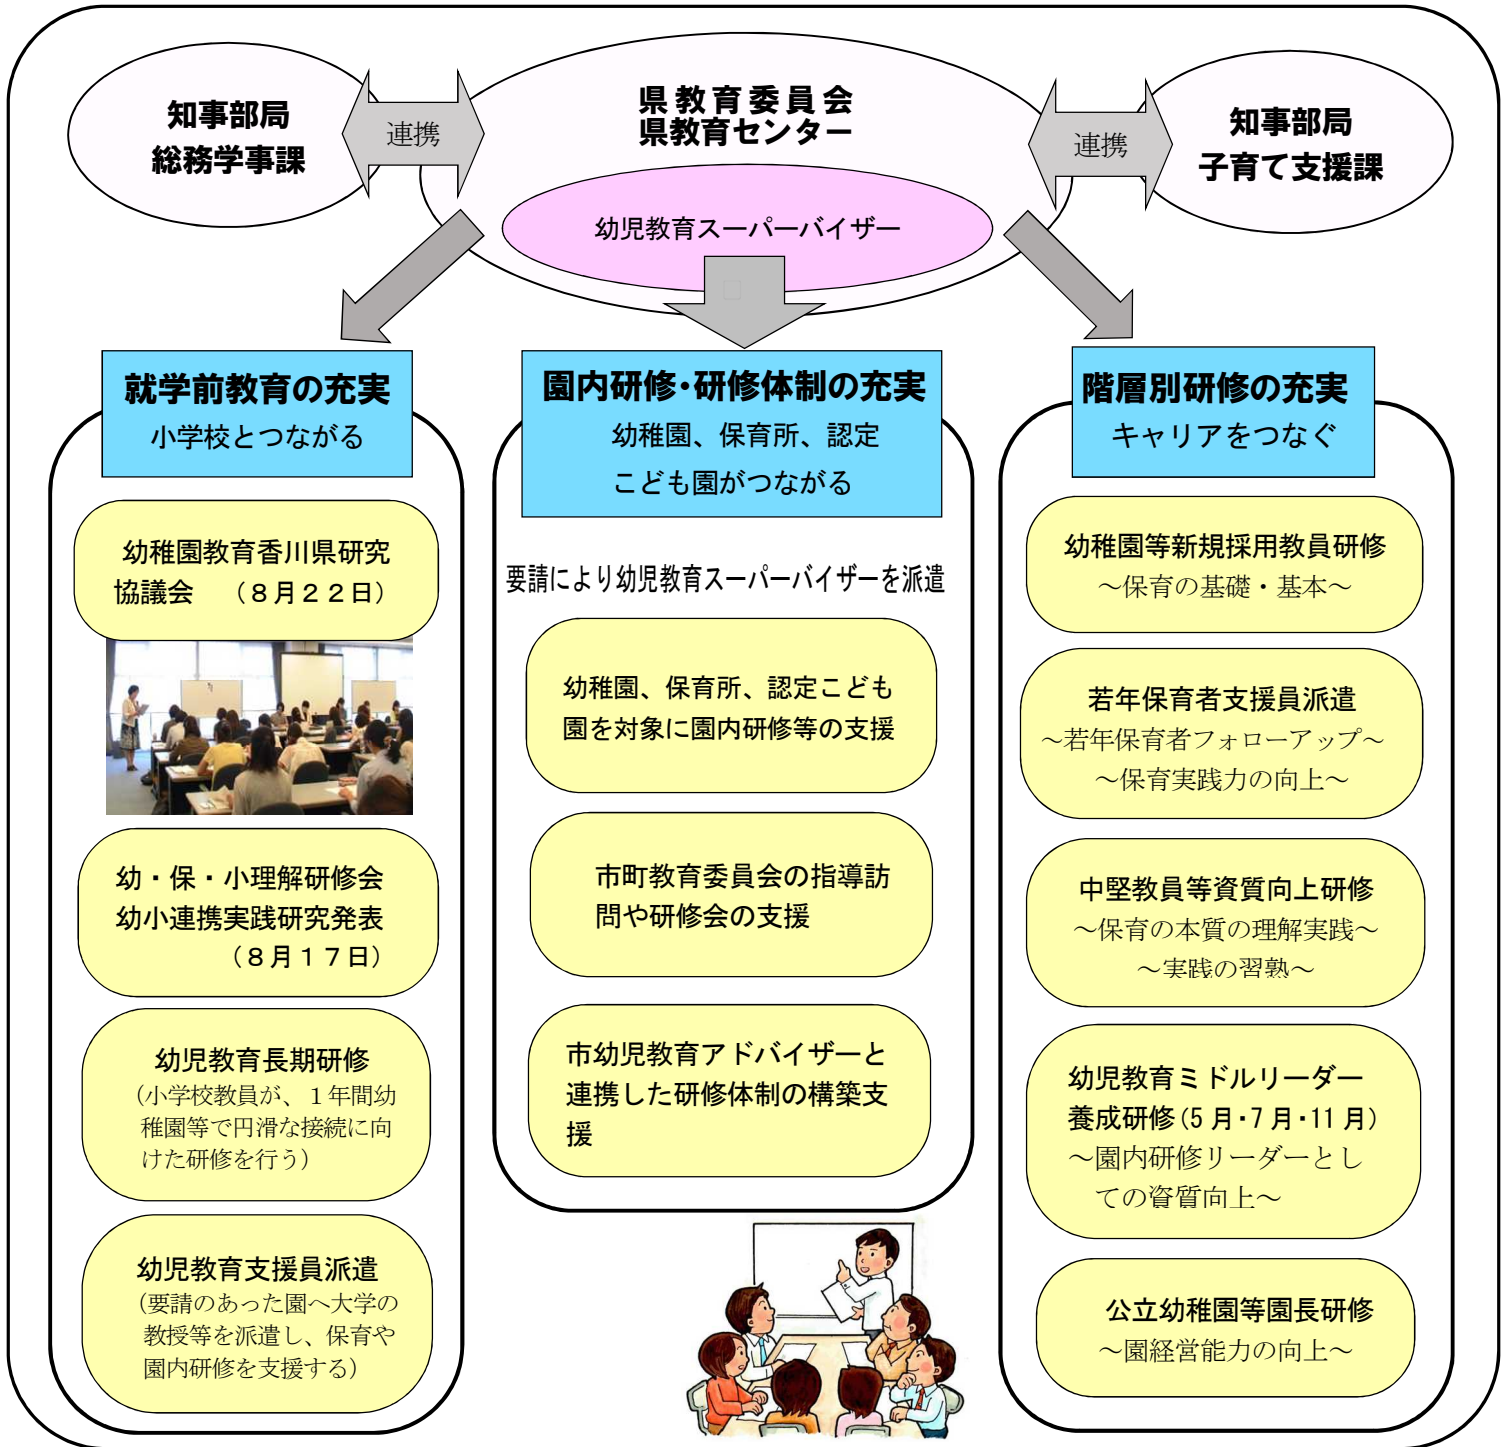 知事部局
総務学事課
連携
県教育委員会
県教育センター
幼児教育スーパーバイザー
連携
知事部局
子育て支援課
就学前教育の充実
小学校とつながる
幼稚園教育香川県研究
協議会　（８月２２日）
幼・保・小理解研修会
幼小連携実践研究発表
（８月１７日）
幼児教育長期研修
（小学校教員が、１年間幼
稚園等で円滑な接続に向
けた研修を行う）
幼児教育支援員派遣
（要請のあった園へ大学の
教授等を派遣し、保育や
園内研修を支援する）
園内研修・研修体制の充実
幼稚園、保育所、認定
こども園がつながる
要請により幼児教育スーパーバイザーを派遣
幼稚園、保育所、認定こども
園を対象に園内研修等の支援
市町教育委員会の指導訪
問や研修会の支援
市幼児教育アドバイザーと
連携した研修体制の構築支
援
階層別研修の充実
キャリアをつなぐ
幼稚園等新規採用教員研修
～保育の基礎・基本～
若年保育者支援員派遣
～若年保育者フォローアップ～
～保育実践力の向上～
中堅教員等資質向上研修
～保育の本質の理解実践～
～実践の習熟～
幼児教育ミドルリーダー
養成研修(5月・7月・11月)
～園内研修リーダーとし
ての資質向上～
公立幼稚園等園長研修
～園経営能力の向上～